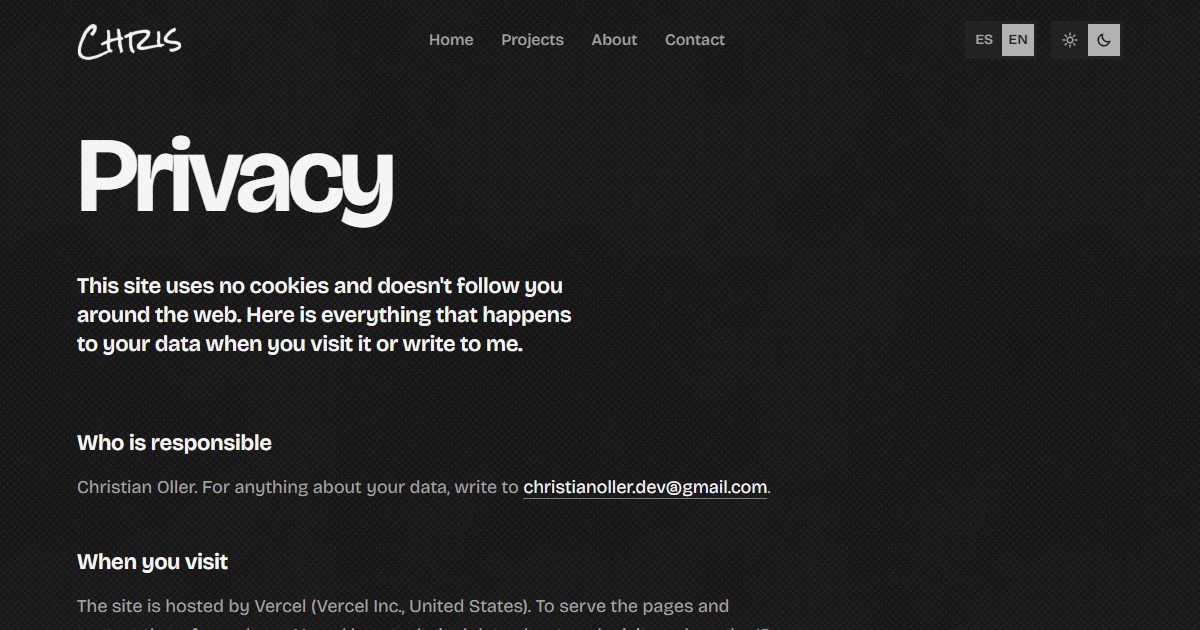 CHRIS
Home Projects About Contact
ES EN
Privacy
This site uses no cookies and doesn't follow you
around the web. Here is everything that happens
to your data when you visit it or write to me.
Who is responsible
Christian Oller. For anything about your data, write to christianoller.dev@gmail.com.
When you visit
The site is hosted by Vercel (Vercel Inc., United States). To serve the pages and